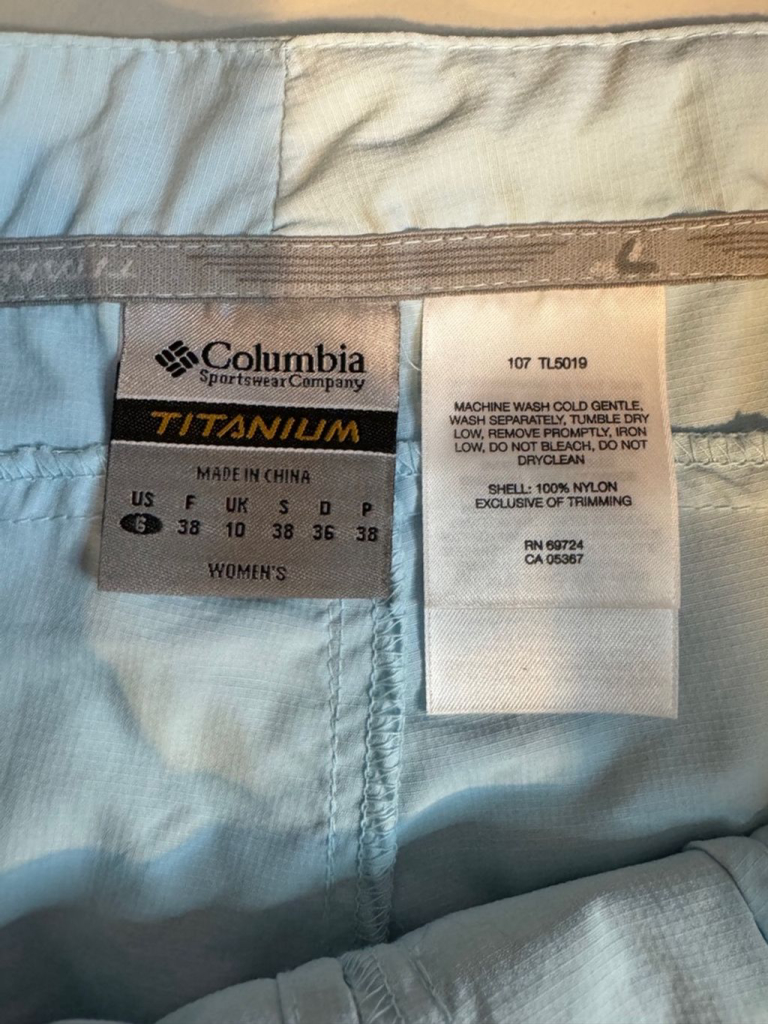 Columbia
Sportswear Company
TITANIUM
MADE IN CHINA
US F UK S D P
6 38 10 38 36 38
WOMEN'S
107 TL5019
MACHINE WASH COLD GENTLE,
WASH SEPARATELY, TUMBLE DRY
LOW, REMOVE PROMPTLY, IRON
LOW, DO NOT BLEACH, DO NOT
DRYCLEAN
SHELL: 100% NYLON
EXCLUSIVE OF TRIMMING
RN 69724
CA 05367